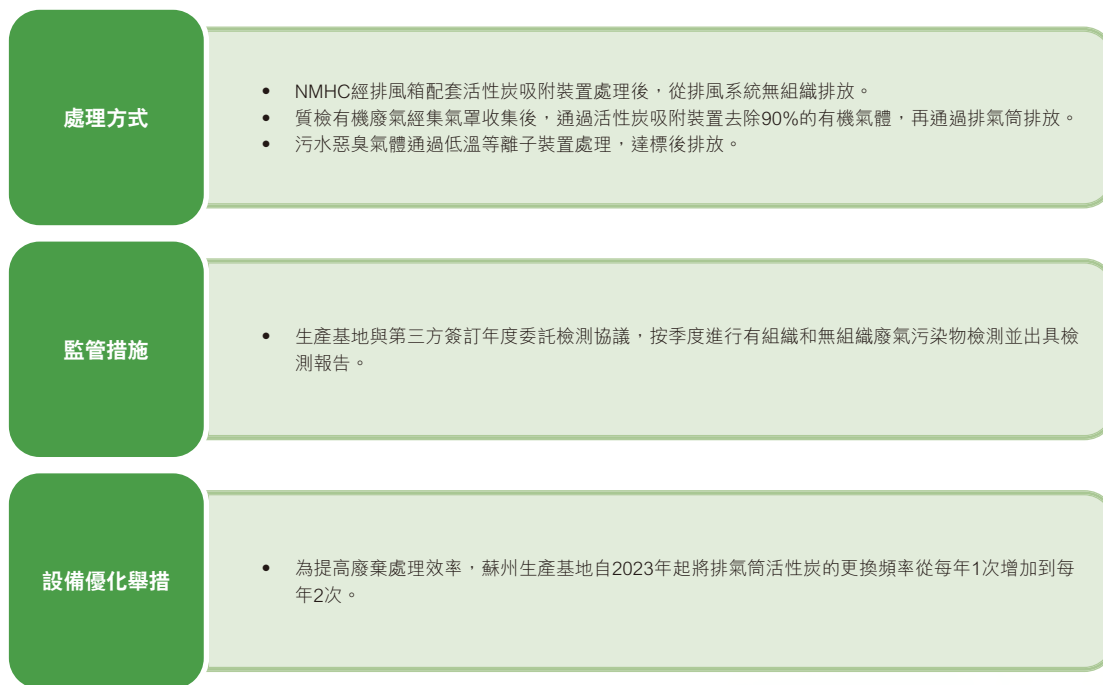 處理方式
• NMHC經排風箱配套活性炭吸附裝置處理後，從排風系統無組織排放。
• 質檢有機廢氣經集氣罩收集後，通過活性炭吸附裝置去除90%的有機氣體，再通過排氣筒排放。
• 污水惡臭氣體通過低溫等離子裝置處理，達標後排放。
監管措施
• 生產基地與第三方簽訂年度委託檢測協議，按季度進行有組織和無組織廢氣污染物檢測並出具檢
測報告。
設備優化舉措
• 為提高廢棄處理效率，蘇州生產基地自2023年起將排氣筒活性炭的更換頻率從每年1次增加到每
年2次。